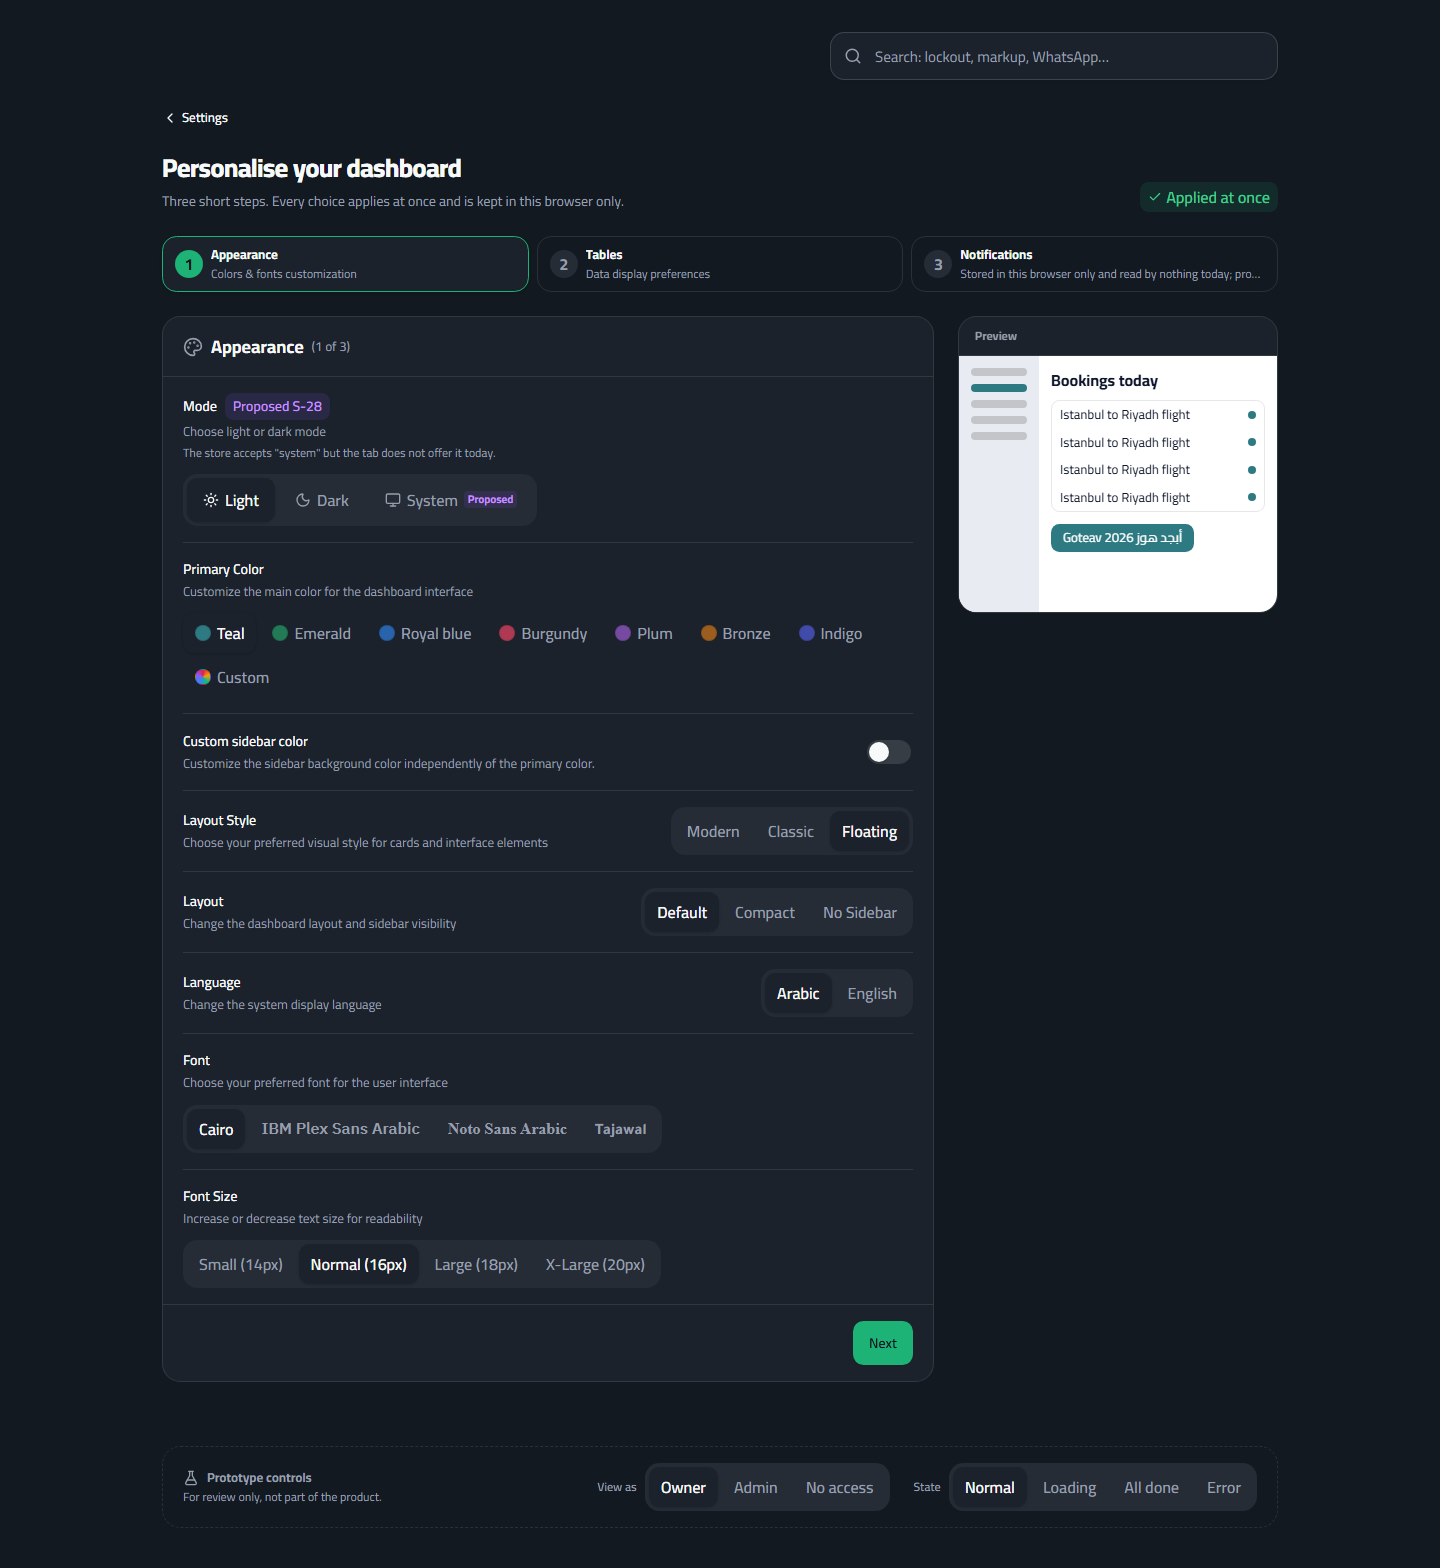 Search: lockout, markup, WhatsApp...
Settings
Personalise your dashboard
Three short steps. Every choice applies at once and is kept in this browser only.
Applied at once
1
Appearance
Colors & fonts customization
2
Tables
Data display preferences
3
Notifications
Stored in this browser only and read by nothing today; pro...
Appearance (1 of 3)
Mode Proposed S-28
Choose light or dark mode
The store accepts "system" but the tab does not offer it today.
Light Dark System Proposed
Primary Color
Customize the main color for the dashboard interface
Teal Emerald Royal blue Burgundy Plum Bronze Indigo
Custom
Custom sidebar color
Customize the sidebar background color independently of the primary color.
Layout Style
Choose your preferred visual style for cards and interface elements
Modern Classic Floating
Layout
Change the dashboard layout and sidebar visibility
Default Compact No Sidebar
Language
Change the system display language
Arabic English
Font
Choose your preferred font for the user interface
Cairo IBM Plex Sans Arabic Noto Sans Arabic Tajawal
Font Size
Increase or decrease text size for readability
Small (14px) Normal (16px) Large (18px) X-Large (20px)
Next
Preview
Bookings today
Istanbul to Riyadh flight
Istanbul to Riyadh flight
Istanbul to Riyadh flight
Istanbul to Riyadh flight
Goteav 2026 أبجد هوز
Prototype controls
For review only, not part of the product.
View as Owner Admin No access
State Normal Loading All done Error